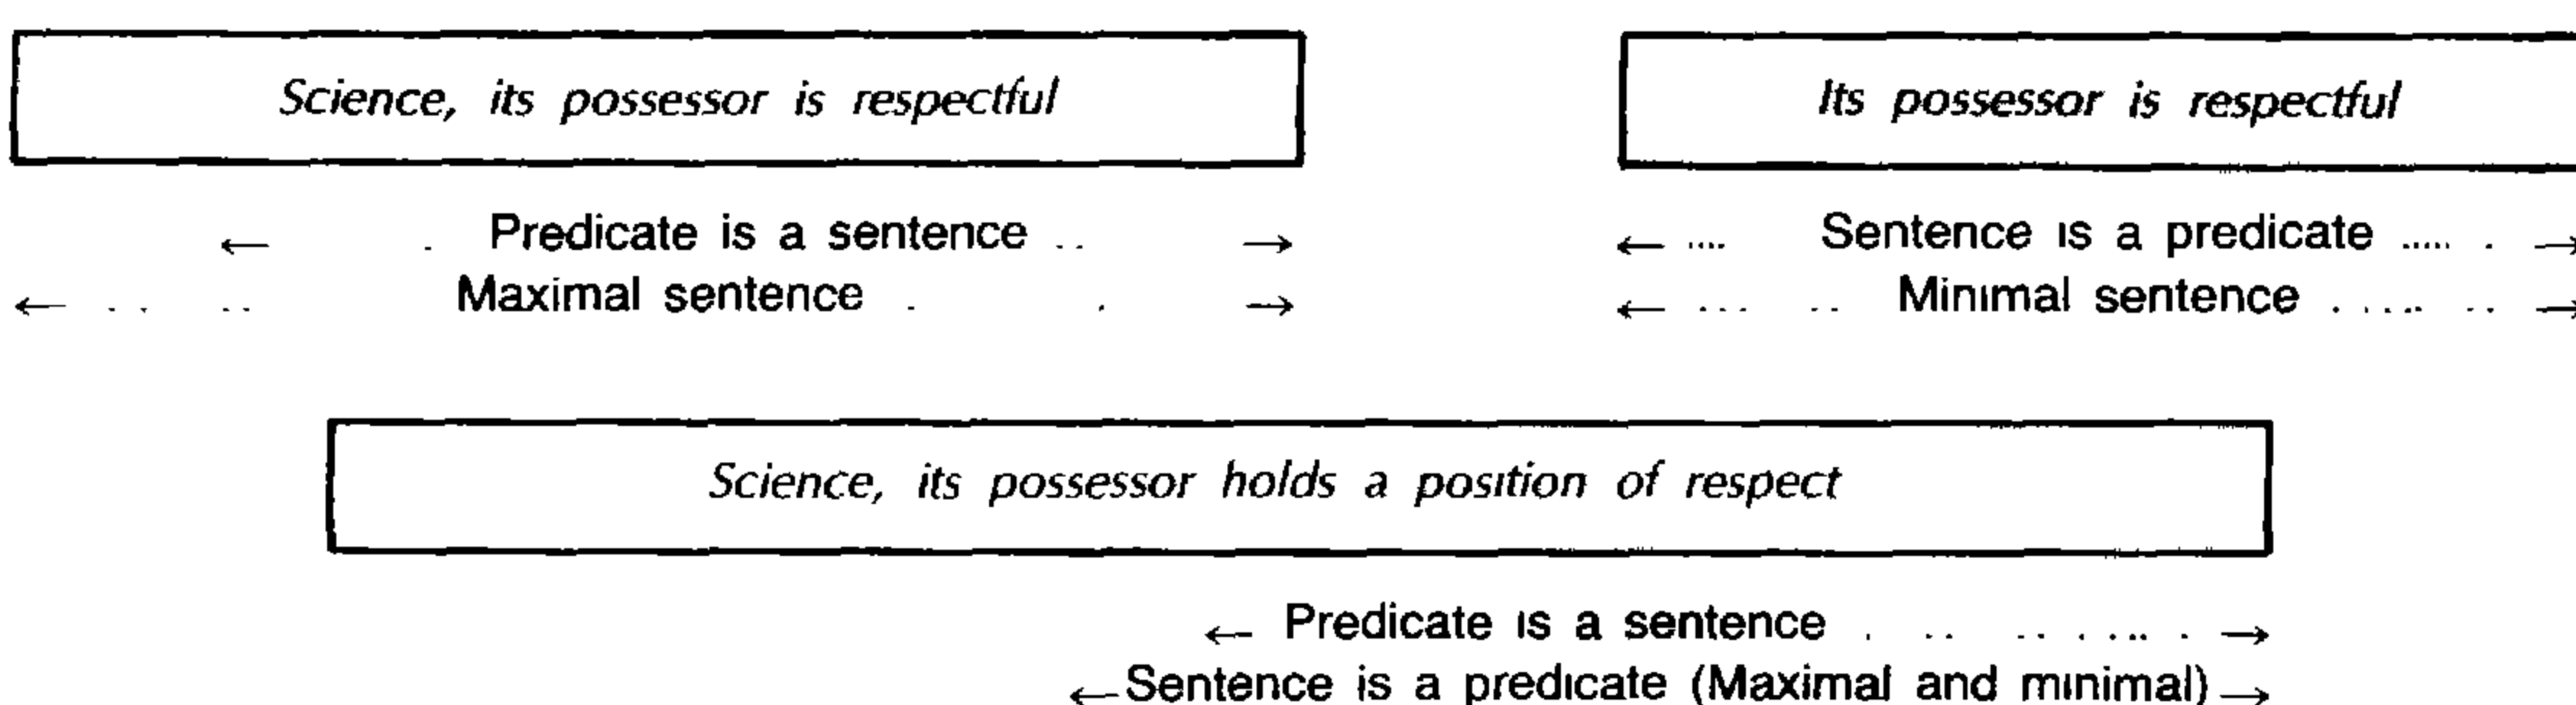 Science, its possessor is respectful
Its possessor is respectful
← . Predicate is a sentence .. →
← .... Sentence is a predicate ..... . →
← . . .. Maximal sentence . . →
← ... .. Minimal sentence . .... .. →
Science, its possessor holds a position of respect
← Predicate is a sentence . .. .. . ... . →
←Sentence is a predicate (Maximal and minimal)→